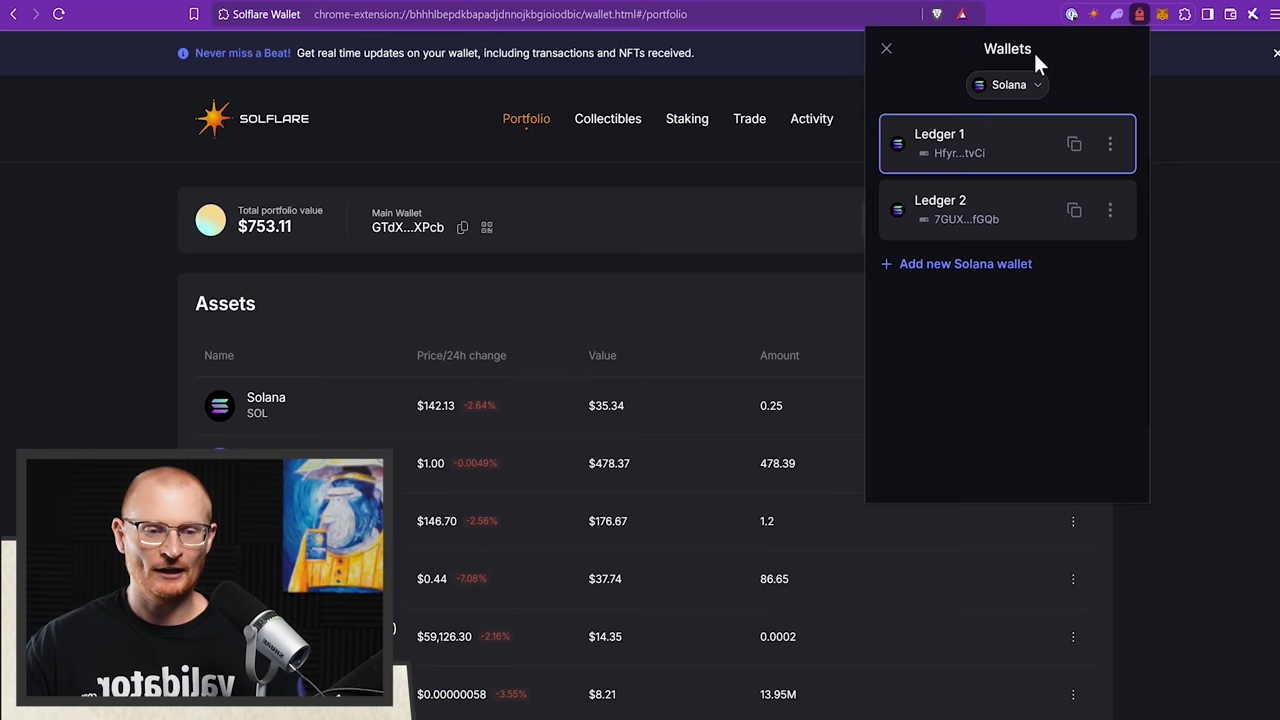 Solflare Wallet chrome-extension://bhhhlbepdkbapadjdnnojkbgioiodbic/wallet.html#/portfolio
Never miss a Beat! Get real time updates on your wallet, including transactions and NFTs received.
SOLFLARE
Portfolio Collectibles Staking Trade Activity
Total portfolio value
$753.11
Main Wallet
GTdX...XPcb
Assets
Name Price/24h change Value Amount
Solana
SOL
$142.13 -2.64% $35.34 0.25
$1.00 -0.0049% $478.37 478.39
$146.70 -2.56% $176.67 1.2
$0.44 -7.08% $37.74 86.65
$59,126.30 -2.16% $14.35 0.0002
$0.00000058 -3.55% $8.21 13.95M
Wallets
Solana
Ledger 1
Hfyr...tvCi
Ledger 2
7GUX...fGQb
+ Add new Solana wallet
validator